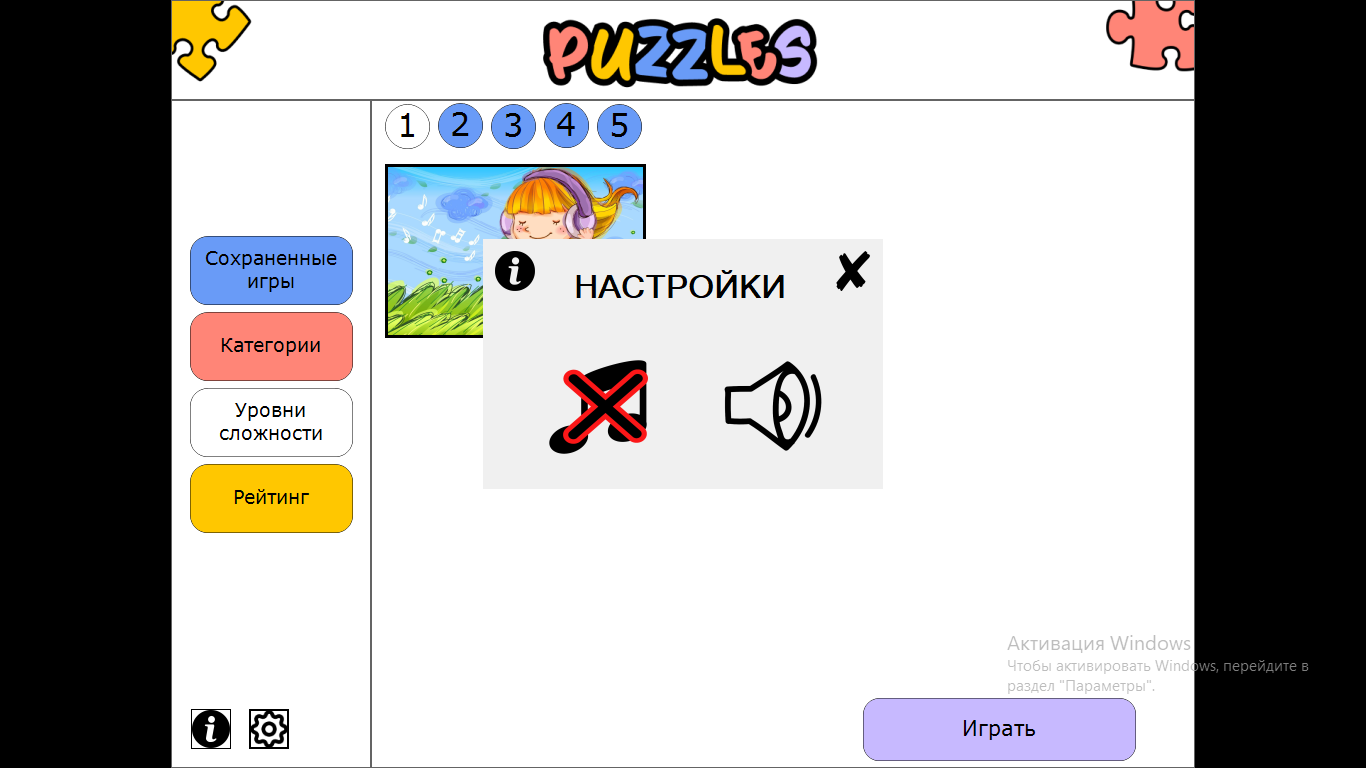 PUZZLES
1 2 3 4 5
Сохраненные
игры
Категории
Уровни
сложности
Рейтинг
НАСТРОЙКИ
Активация Windows
Чтобы активировать Windows, перейдите в
раздел "Параметры".
Играть